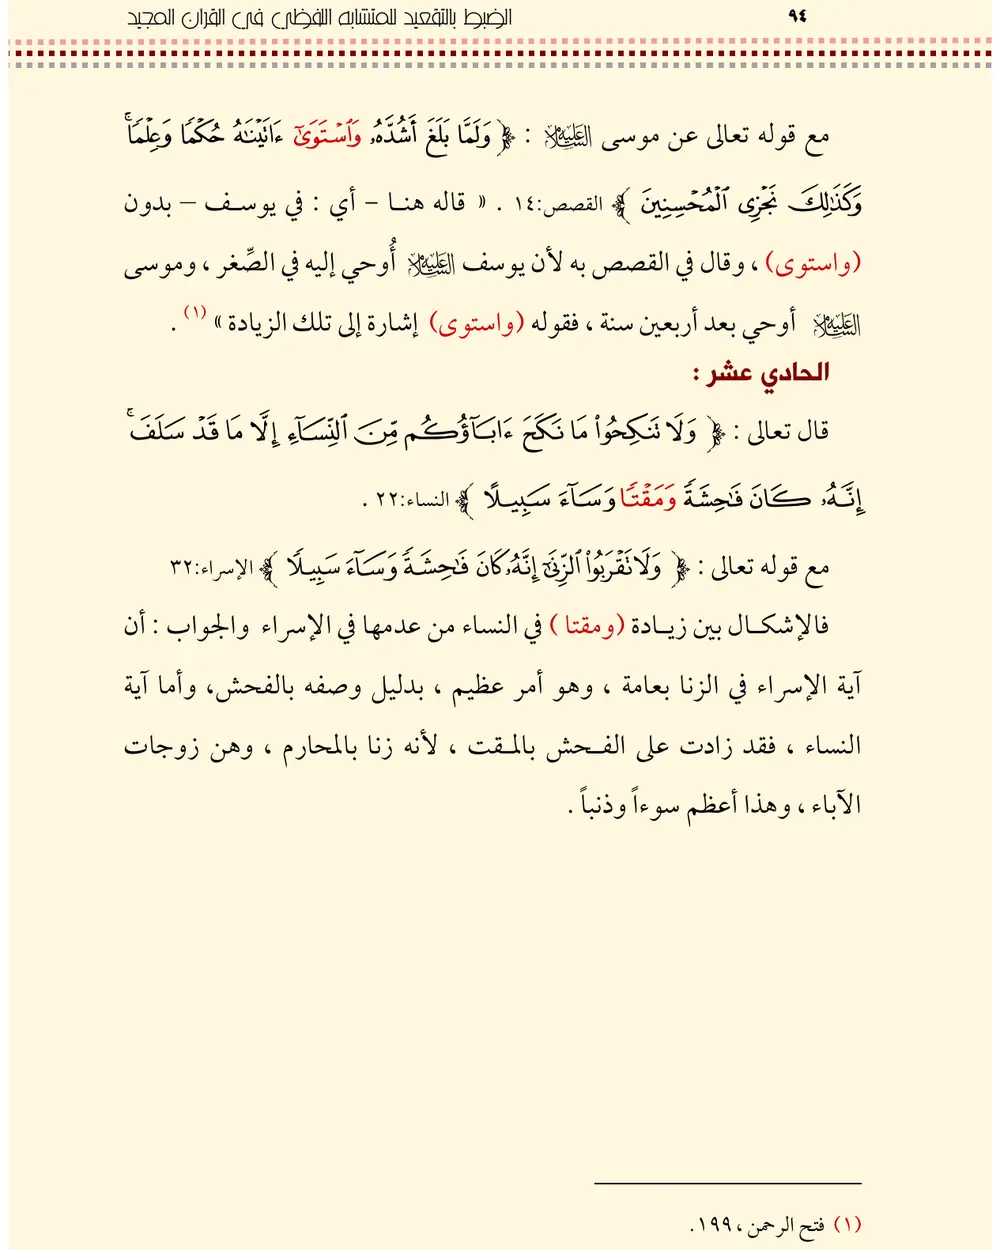 ٩٤ الضبط بالتقعيد للمتشابه اللفظي في القرآن المجيد
مع قوله تعالى عن موسى عليه السلام : ﴿ وَلَمَّا بَلَغَ أَشُدَّهُۥ وَٱسۡتَوَىٰٓ ءَاتَيۡنَٰهُ حُكۡمٗا وَعِلۡمٗاۚ
وَكَذَٰلِكَ نَجۡزِي ٱلۡمُحۡسِنِينَ ﴾ القصص:١٤ . « قاله هنا – أي : في يوسف – بدون
(واستوى) ، وقال في القصص به لأن يوسف عليه السلام أُوحي إليه في الصِّغر ، وموسى
عليه السلام أوحي بعد أربعين سنة ، فقوله (واستوى) إشارة إلى تلك الزيادة » (١) .
الحادي عشر :
قال تعالى : ﴿ وَلَا تَنكِحُواْ مَا نَكَحَ ءَابَآؤُكُم مِّنَ ٱلنِّسَآءِ إِلَّا مَا قَدۡ سَلَفَۚ
إِنَّهُۥ كَانَ فَٰحِشَةٗ وَمَقۡتٗا وَسَآءَ سَبِيلًا ﴾ النساء:٢٢ .
مع قوله تعالى : ﴿ وَلَا تَقۡرَبُواْ ٱلزِّنَىٰٓ إِنَّهُۥ كَانَ فَٰحِشَةٗ وَسَآءَ سَبِيلٗا ﴾ الإسراء:٣٢
فالإشكال بين زيادة (ومقتا ) في النساء من عدمها في الإسراء والجواب : أن
آية الإسراء في الزنا بعامة ، وهو أمر عظيم ، بدليل وصفه بالفحش، وأما آية
النساء ، فقد زادت على الفحش بالمقت ، لأنه زنا بالمحارم ، وهن زوجات
الآباء ، وهذا أعظم سوءاً وذنباً .
(١) فتح الرحمن ، ١٩٩.